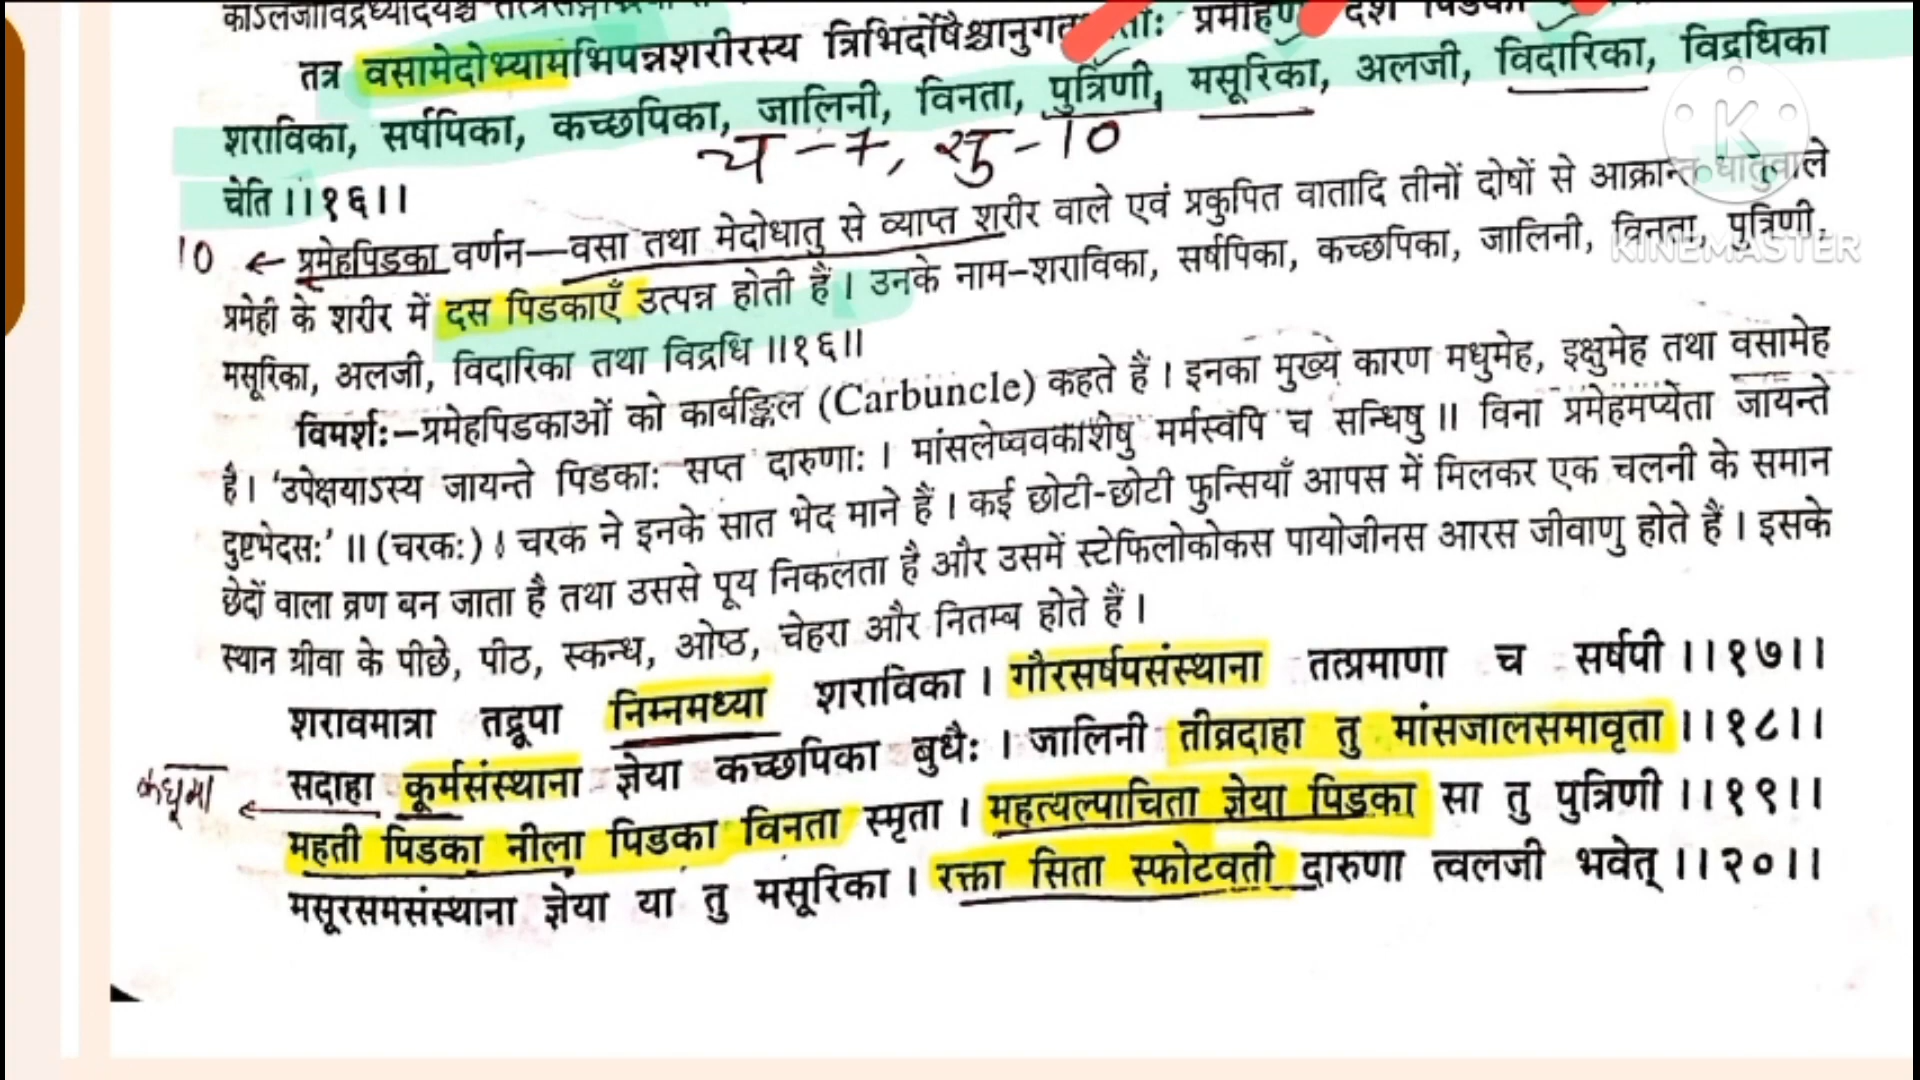 तत्र वसामेदोभ्यामभिपन्नशरीरस्य त्रिभिर्दोषैश्चानुगत प्रमेहिण दश पिडका
शराविका, सर्षपिका, कच्छपिका, जालिनी, विनता, पुत्रिणी, मसूरिका, अलजी, विदारिका, विद्रधिका
चेति ।।१६।।
च - 7, सु - 10
10 ← प्रमेहपिडका वर्णन—वसा तथा मेदोधातु से व्याप्त शरीर वाले एवं प्रकुपित वातादि तीनों दोषों से आक्रान्त धातुवाले
प्रमेही के शरीर में दस पिडकाएँ उत्पन्न होती हैं । उनके नाम–शराविका, सर्षपिका, कच्छपिका, जालिनी, विनता, पुत्रिणी,
मसूरिका, अलजी, विदारिका तथा विद्रधि ।।१६।।
विमर्शः–प्रमेहपिडकाओं को कार्बङ्किल (Carbuncle) कहते हैं । इनका मुख्य कारण मधुमेह, इक्षुमेह तथा वसामेह
है। 'उपेक्षयाऽस्य जायन्ते पिडकाः सप्त दारुणाः । मांसलेष्ववकाशेषु मर्मस्वपि च सन्धिषु ।। विना प्रमेहमप्येता जायन्ते
दुष्टभेदसः' ।। (चरकः) । चरक ने इनके सात भेद माने हैं । कई छोटी-छोटी फुन्सियाँ आपस में मिलकर एक चलनी के समान
छेदों वाला व्रण बन जाता है तथा उससे पूय निकलता है और उसमें स्टेफिलोकोकस पायोजीनस आरस जीवाणु होते हैं । इसके
स्थान ग्रीवा के पीछे, पीठ, स्कन्ध, ओष्ठ, चेहरा और नितम्ब होते हैं ।
शरावमात्रा तद्रूपा निम्नमध्या शराविका । गौरसर्षपसंस्थाना तत्प्रमाणा च सर्षपी ।।१७।।
सदाहा कूर्मसंस्थाना ज्ञेया कच्छपिका बुधैः । जालिनी तीव्रदाहा तु मांसजालसमावृता ।।१८।।
महती पिडका नीला पिडका विनता स्मृता । महत्यल्पाचिता ज्ञेया पिडका सा तु पुत्रिणी ।।१९।।
मसूरसमसंस्थाना ज्ञेया या तु मसूरिका । रक्ता सिता स्फोटवती दारुणा त्वलजी भवेत् ।।२०।।
K
KINEMASTER